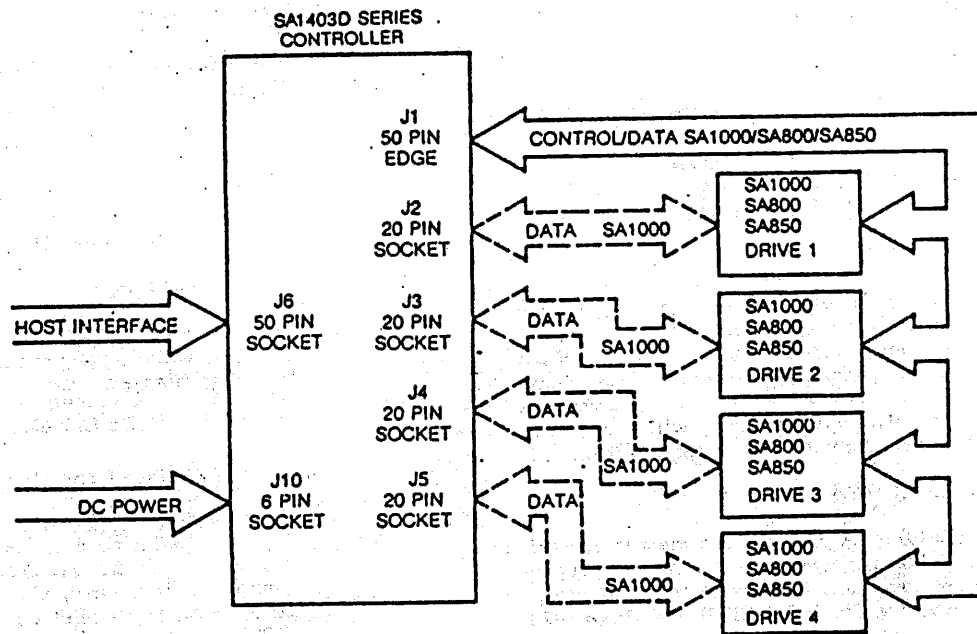 SA1403D SERIES
CONTROLLER
J1
50 PIN
EDGE
CONTROL/DATA SA1000/SA800/SA850
J2
20 PIN
SOCKET
DATA SA1000
SA1000
SA800
SA850
DRIVE 1
HOST INTERFACE
J6
50 PIN
SOCKET
J3
20 PIN
SOCKET
DATA
SA1000
SA1000
SA800
SA850
DRIVE 2
J4
20 PIN
SOCKET
DATA
SA1000
SA1000
SA800
SA850
DRIVE 3
DC POWER
J10
6 PIN
SOCKET
J5
20 PIN
SOCKET
DATA
SA1000
SA1000
SA800
SA850
DRIVE 4